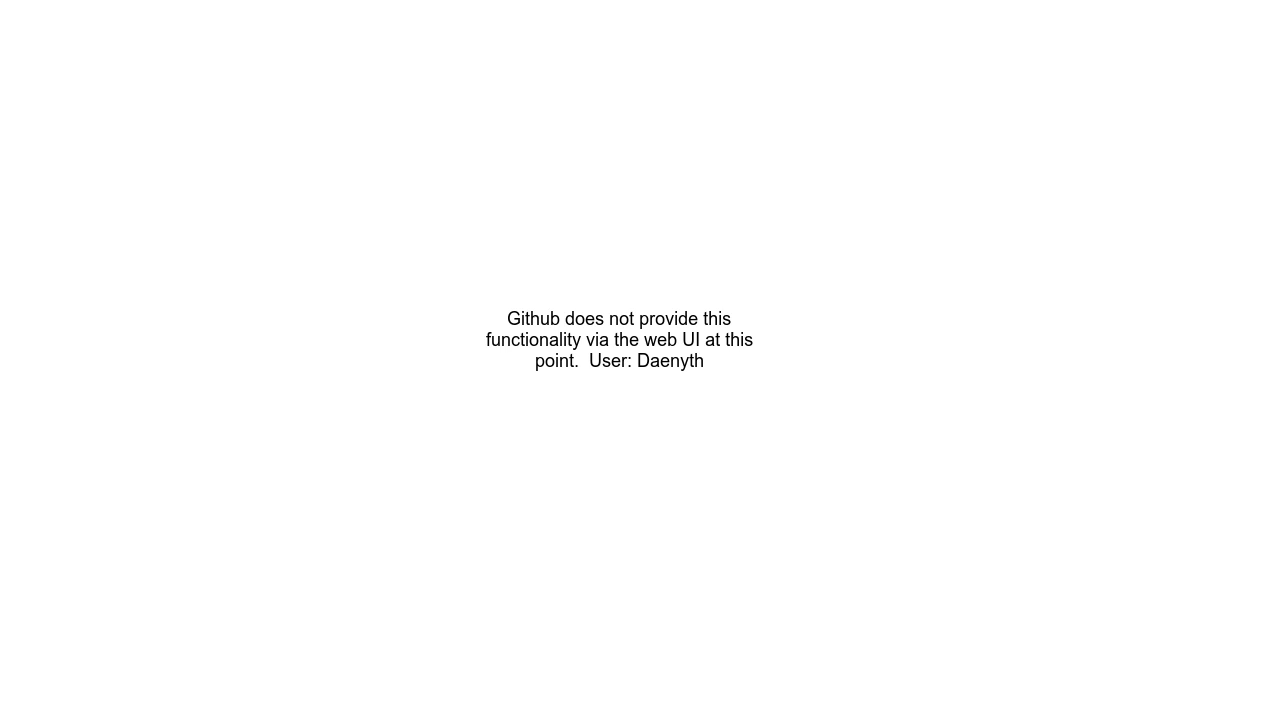 Github does not provide this
functionality via the web UI at this
point.  User: Daenyth